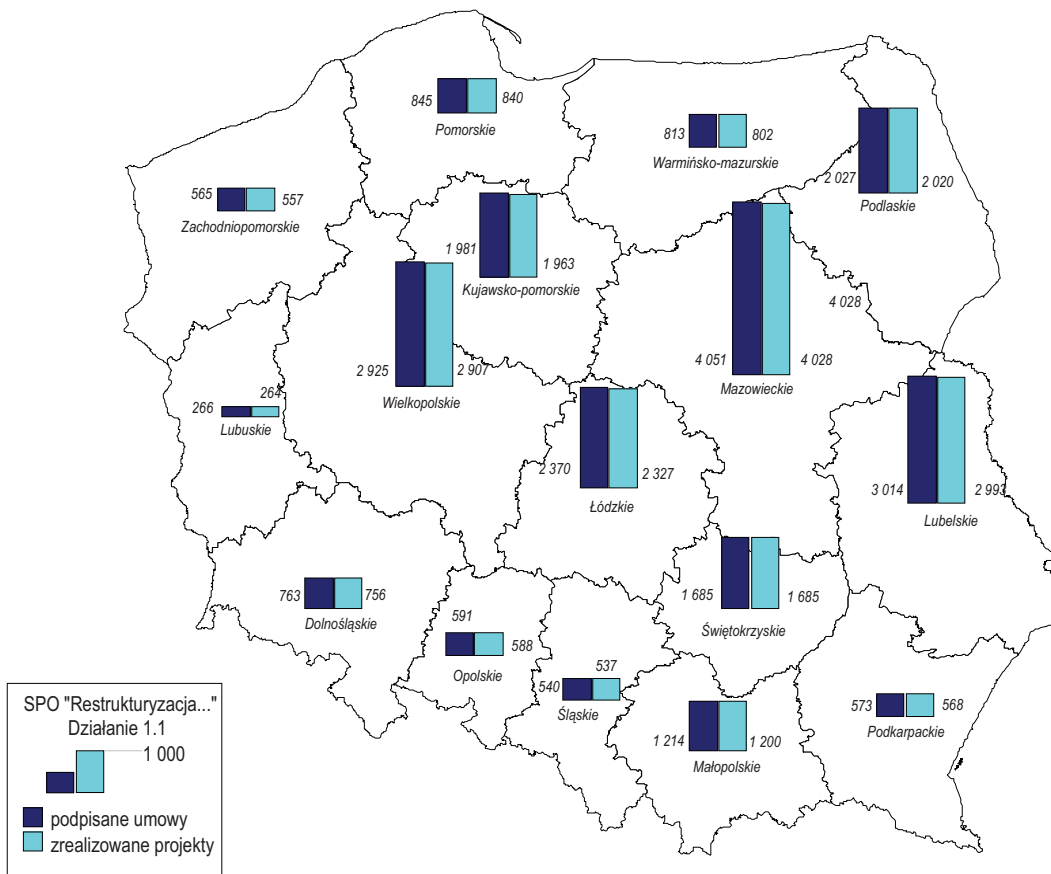 845 840
Pomorskie
813 802
Warmińsko-mazurskie
2 027 2 020
Podlaskie
565 557
Zachodniopomorskie
1 981 1 963
Kujawsko-pomorskie
4 028
4 051 4 028
Mazowieckie
2 925 2 907
Wielkopolskie
266 264
Lubuskie
2 370 2 327
Łódzkie
3 014 2 993
Lubelskie
763 756
Dolnośląskie
591 588
Opolskie
1 685 1 685
Świętokrzyskie
540 537
Śląskie
1 214 1 200
Małopolskie
573 568
Podkarpackie
SPO "Restrukturyzacja..."
Działanie 1.1
1 000
podpisane umowy
zrealizowane projekty